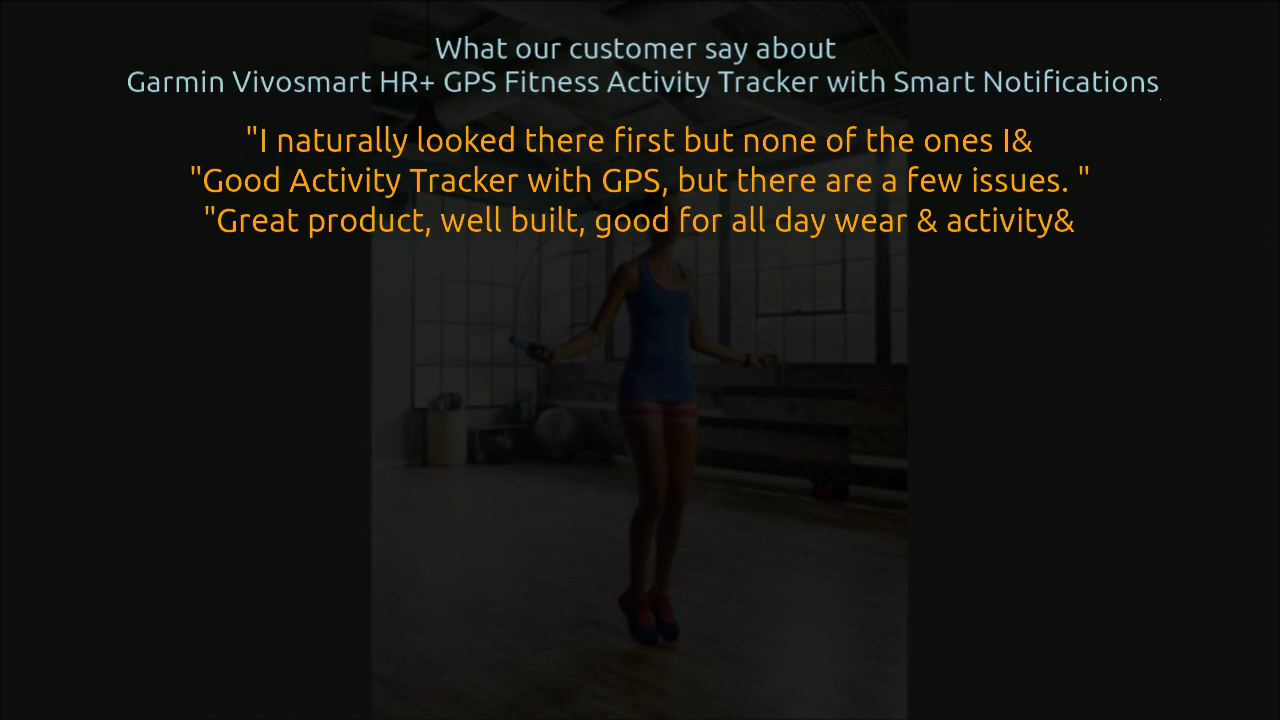 What our customer say about
Garmin Vivosmart HR+ GPS Fitness Activity Tracker with Smart Notifications
"I naturally looked there first but none of the ones I&
"Good Activity Tracker with GPS, but there are a few issues. "
"Great product, well built, good for all day wear & activity&